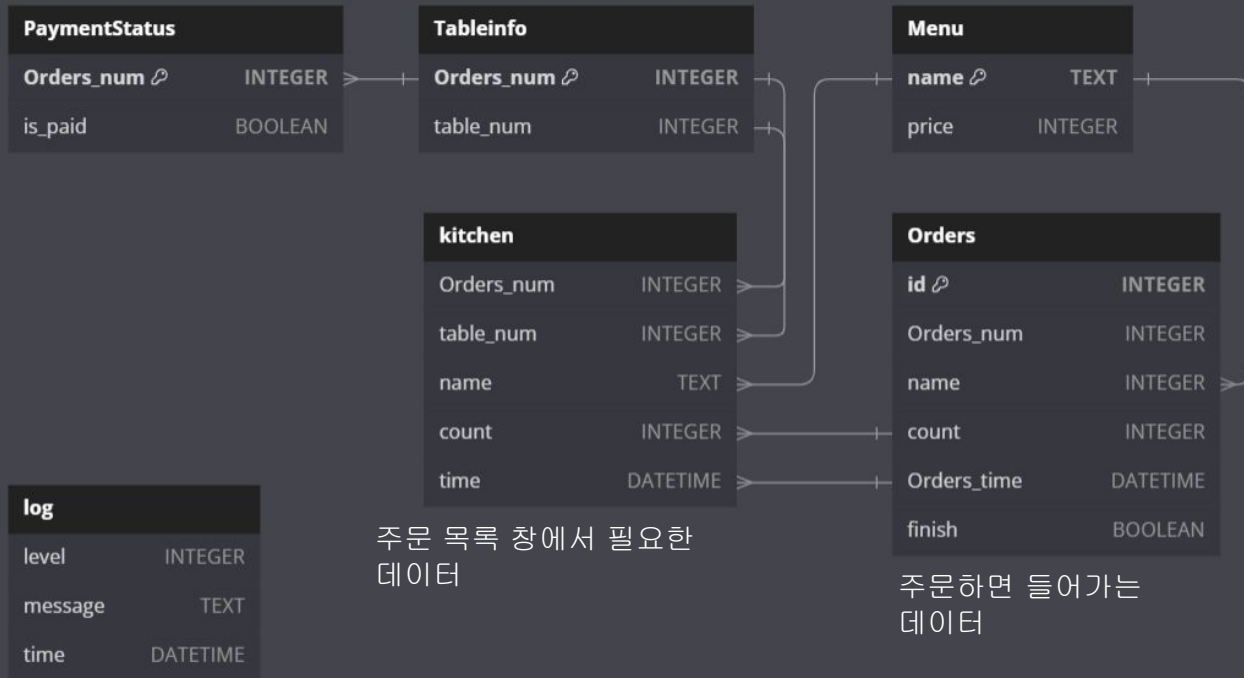 PaymentStatus
Orders_num INTEGER
is_paid BOOLEAN
Tableinfo
Orders_num INTEGER
table_num INTEGER
Menu
name TEXT
price INTEGER
kitchen
Orders_num INTEGER
table_num INTEGER
name TEXT
count INTEGER
time DATETIME
주문 목록 창에서 필요한
데이터
Orders
id INTEGER
Orders_num INTEGER
name INTEGER
count INTEGER
Orders_time DATETIME
finish BOOLEAN
주문하면 들어가는
데이터
log
level INTEGER
message TEXT
time DATETIME